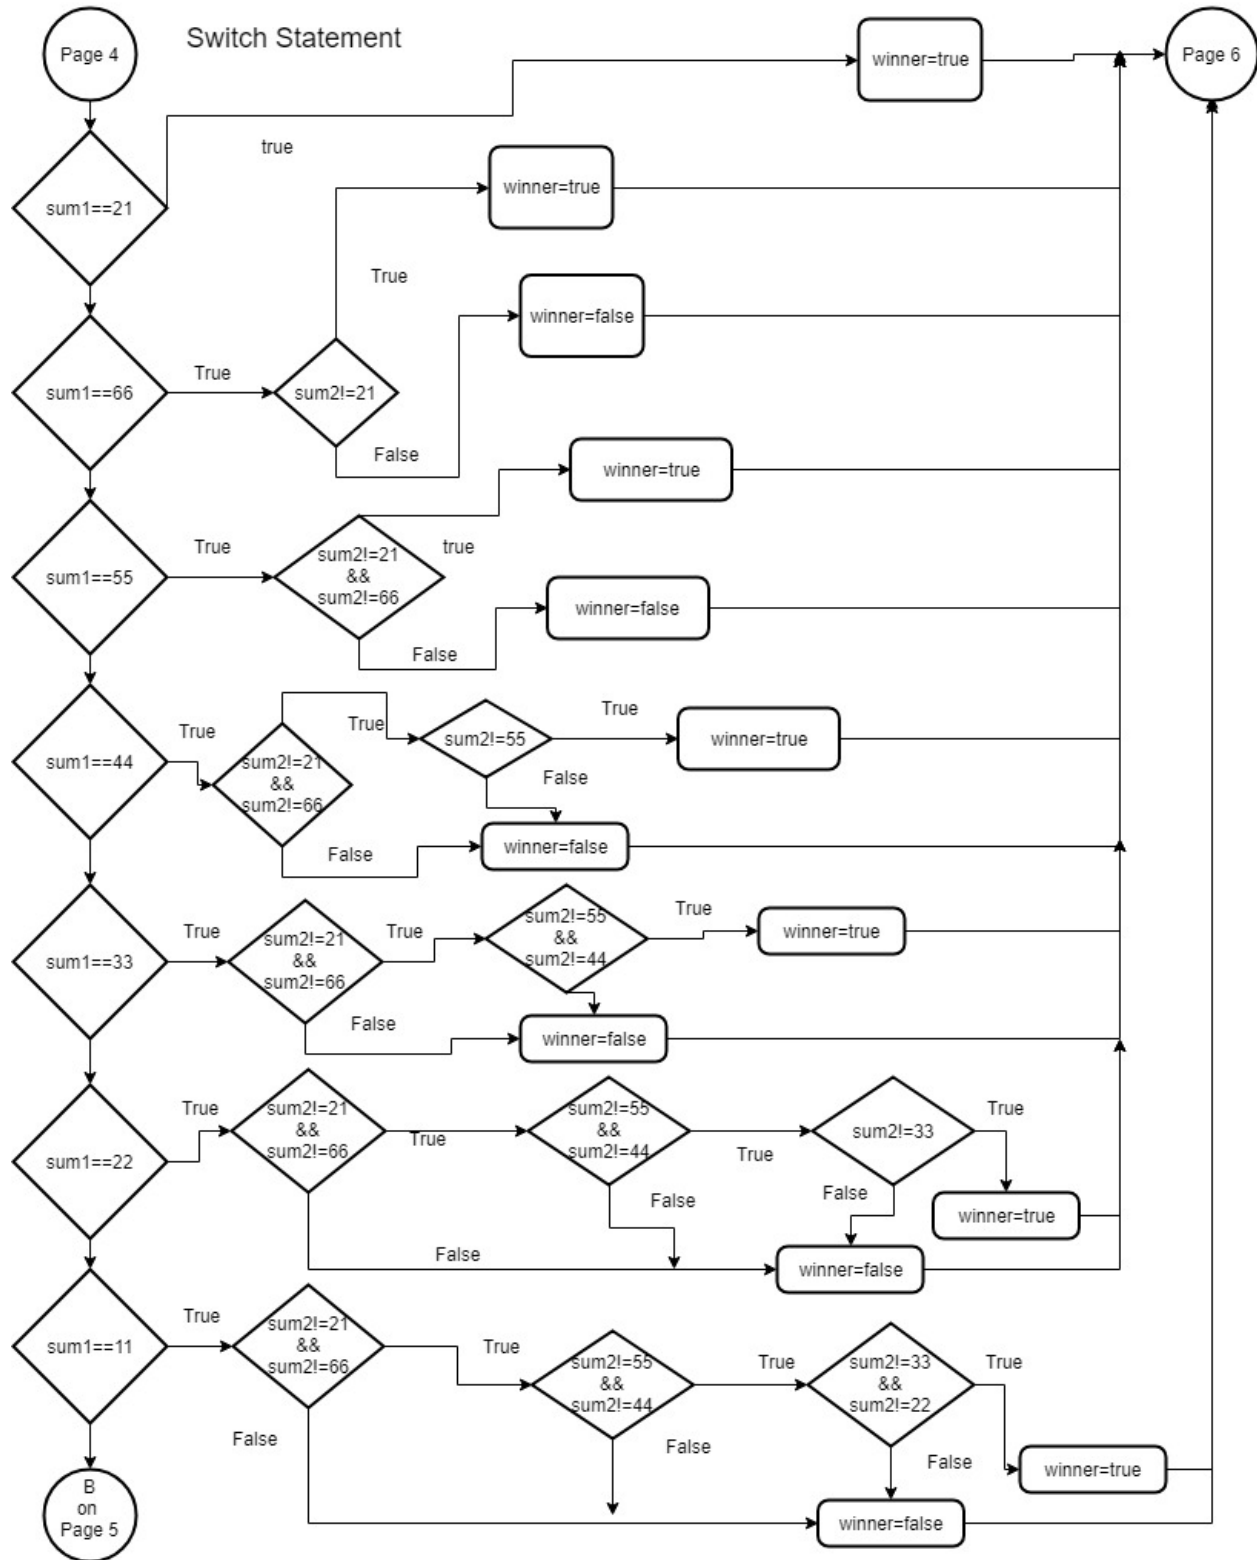 Page 4
Switch Statement
winner=true
Page 6
true
sum1==21
winner=true
True
winner=false
sum1==66
True
sum2!=21
False
winner=true
sum1==55
True
sum2!=21
&&
sum2!=66
true
winner=false
False
sum1==44
True
sum2!=21
&&
sum2!=66
True
sum2!=55
True
winner=true
False
False
winner=false
sum1==33
True
sum2!=21
&&
sum2!=66
True
sum2!=55
&&
sum2!=44
True
winner=true
False
winner=false
sum1==22
True
sum2!=21
&&
sum2!=66
True
sum2!=55
&&
sum2!=44
True
sum2!=33
True
False
False
winner=true
False
winner=false
sum1==11
True
sum2!=21
&&
sum2!=66
True
sum2!=55
&&
sum2!=44
True
sum2!=33
&&
sum2!=22
True
False
False
False
winner=true
winner=false
B
on
Page 5